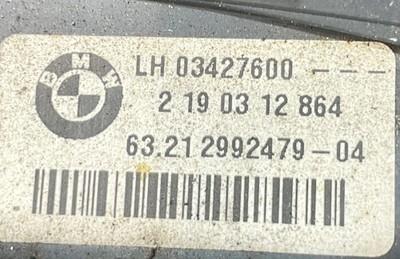 BMW
LH 03427600 - - -
2 19 03 12 864
63.21 2992479-04